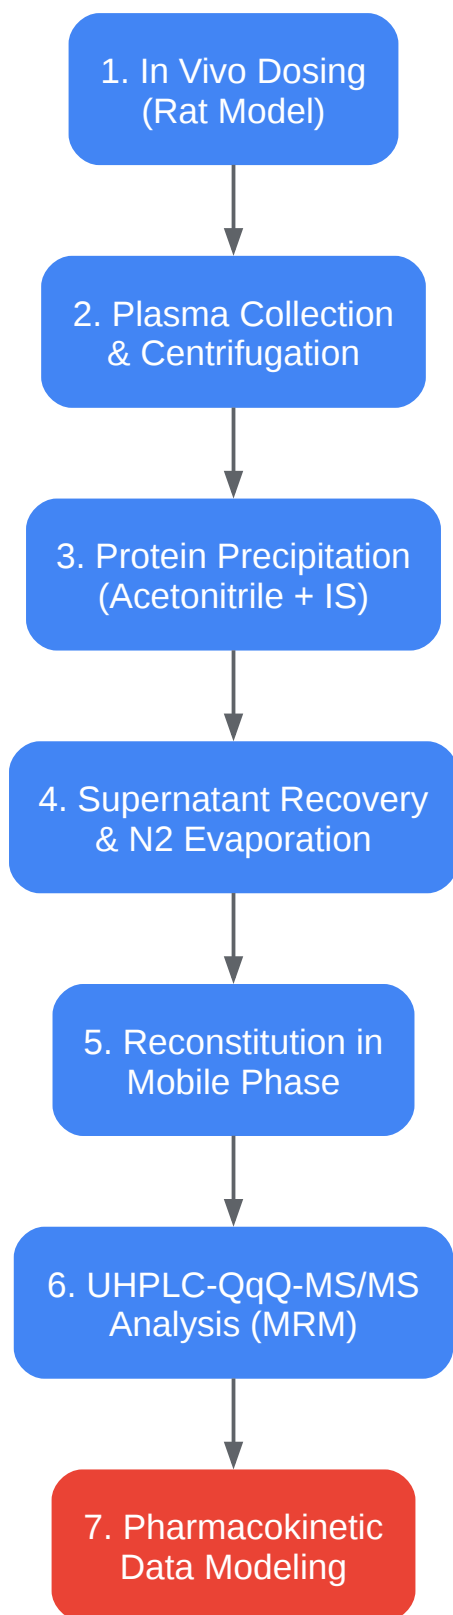 1. In Vivo Dosing
(Rat Model)
2. Plasma Collection
& Centrifugation
3. Protein Precipitation
(Acetonitrile + IS)
4. Supernatant Recovery
& N2 Evaporation
5. Reconstitution in
Mobile Phase
6. UHPLC-QqQ-MS/MS
Analysis (MRM)
7. Pharmacokinetic
Data Modeling